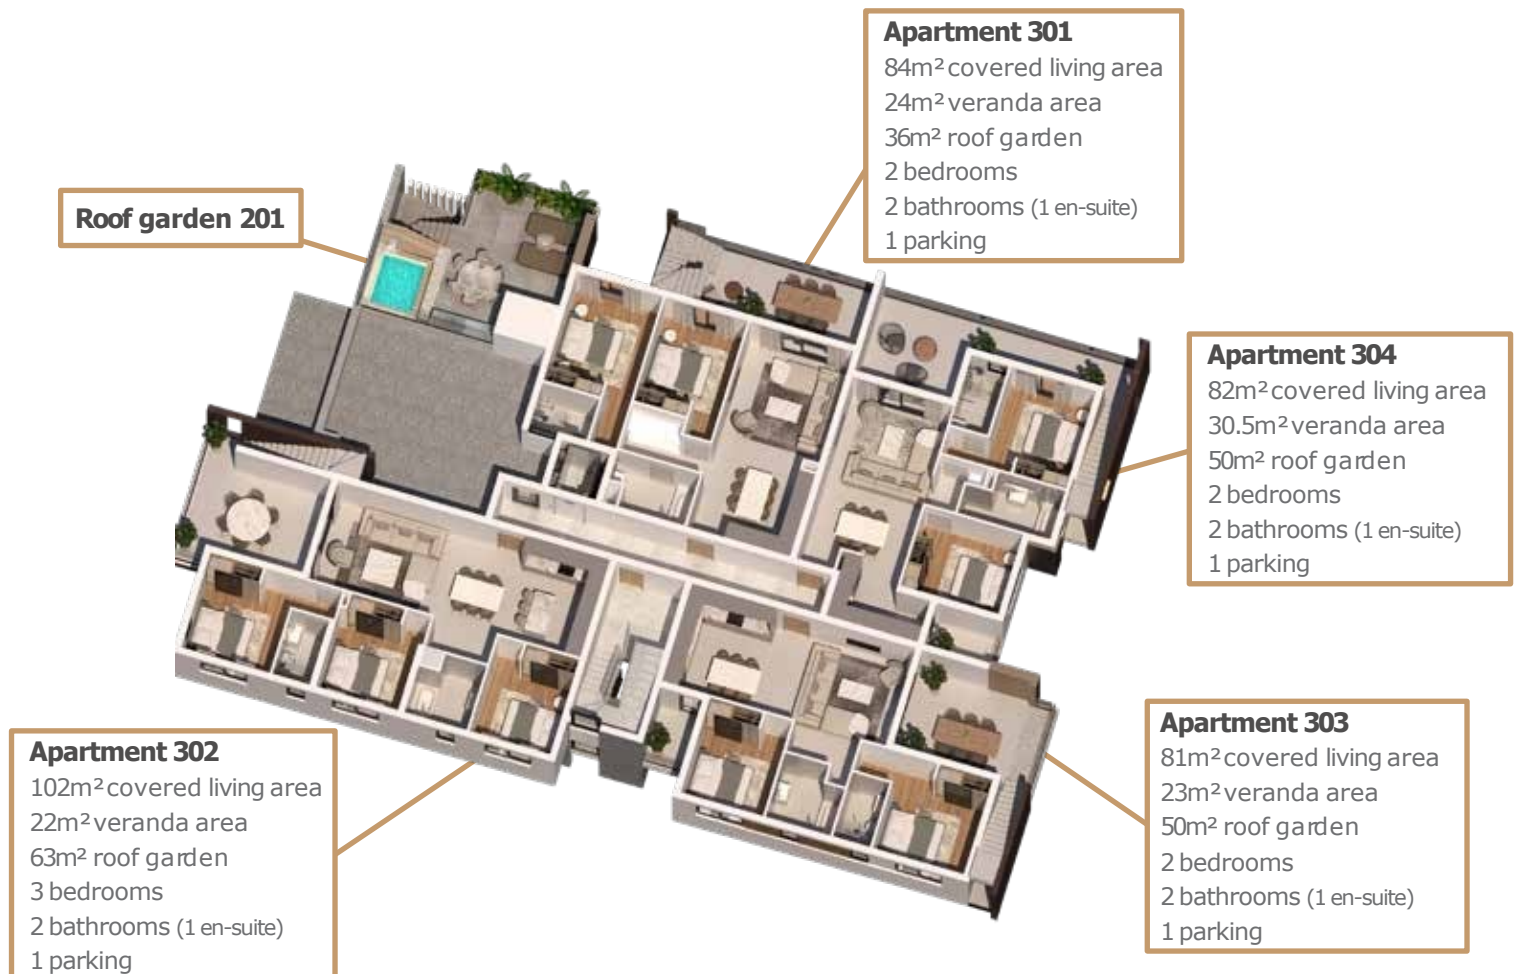 Apartment 301
84m² covered living area
24m² veranda area
36m² roof garden
2 bedrooms
2 bathrooms (1 en-suite)
1 parking
Roof garden 201
Apartment 304
82m² covered living area
30.5m² veranda area
50m² roof garden
2 bedrooms
2 bathrooms (1 en-suite)
1 parking
Apartment 302
102m² covered living area
22m² veranda area
63m² roof garden
3 bedrooms
2 bathrooms (1 en-suite)
1 parking
Apartment 303
81m² covered living area
23m² veranda area
50m² roof garden
2 bedrooms
2 bathrooms (1 en-suite)
1 parking